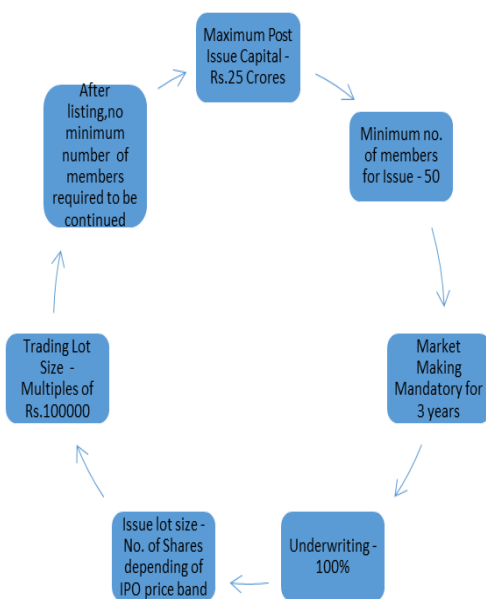 Maximum Post
Issue Capital -
Rs.25 Crores
Minimum no.
of members
for Issue - 50
Market
Making
Mandatory for
3 years
Underwriting -
100%
Issue lot size -
No. of Shares
depending of
IPO price band
Trading Lot
Size -
Multiples of
Rs.100000
After
listing,no
minimum
number of
members
required to be
continued